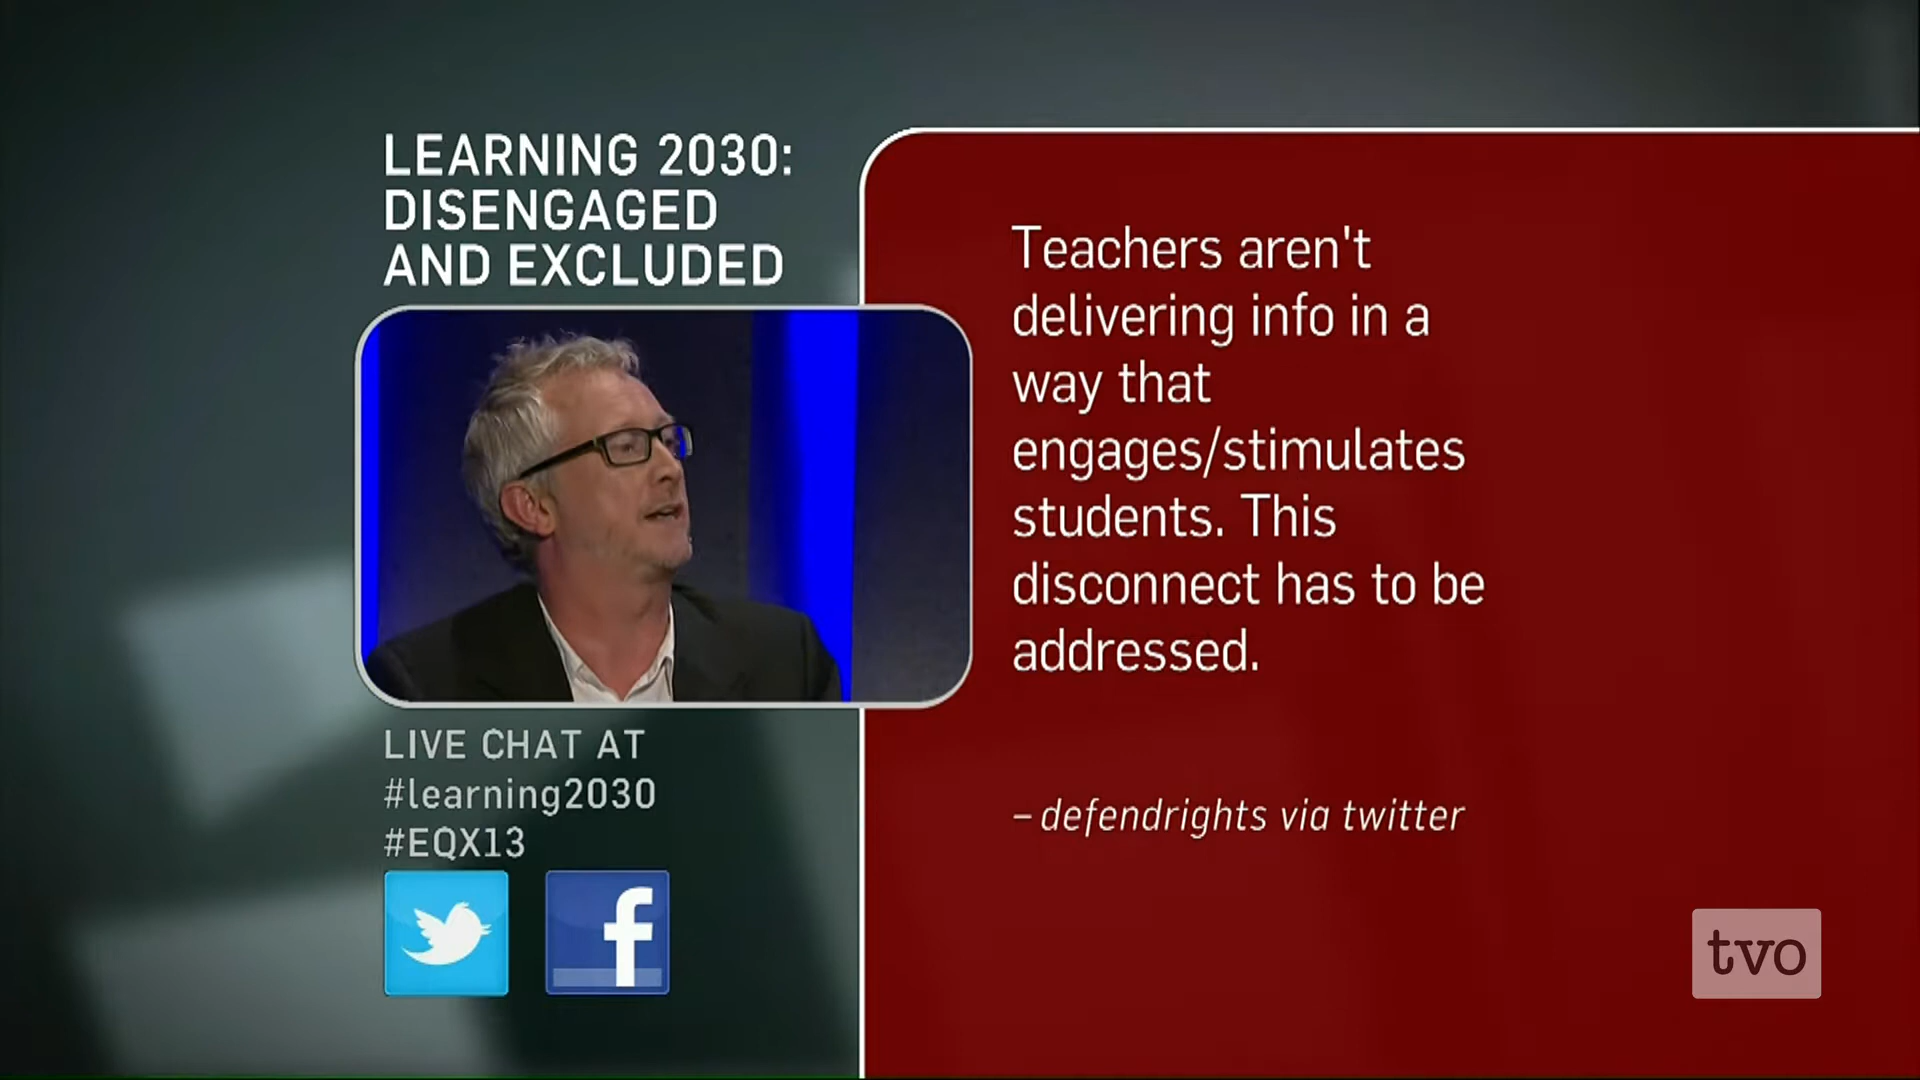 LEARNING 2030:
DISENGAGED
AND EXCLUDED
LIVE CHAT AT
#learning2030
#EQX13
Teachers aren't
delivering info in a
way that
engages/stimulates
students. This
disconnect has to be
addressed.
– defendrights via twitter
tvo